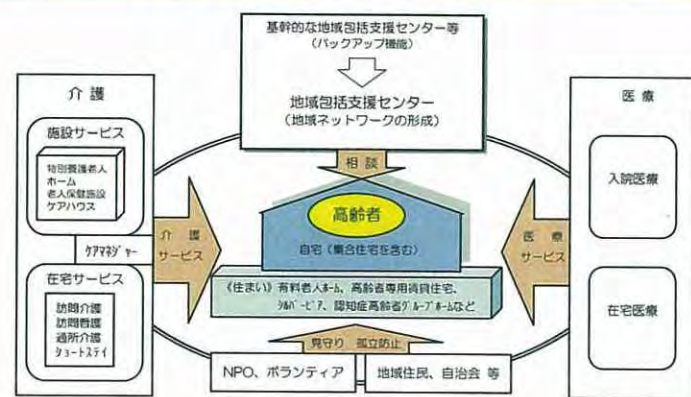 基幹的な地域包括支援センター等
(バックアップ機能)
地域包括支援センター
(地域ネットワークの形成)
相談
介護
施設サービス
特別養護老人
ホーム
老人保健施設
ケアハウス
ケアマネジャー
在宅サービス
訪問介護
訪問看護
通所介護
ショートステイ
介護
サービス
高齢者
自宅(集合住宅を含む)
《住まい》有料老人ホーム、高齢者専用賃貸住宅、
シルバーピア、認知症高齢者グループホームなど
医療
サービス
医療
入院医療
在宅医療
見守り 孤立防止
NPO、ボランティア
地域住民、自治会 等